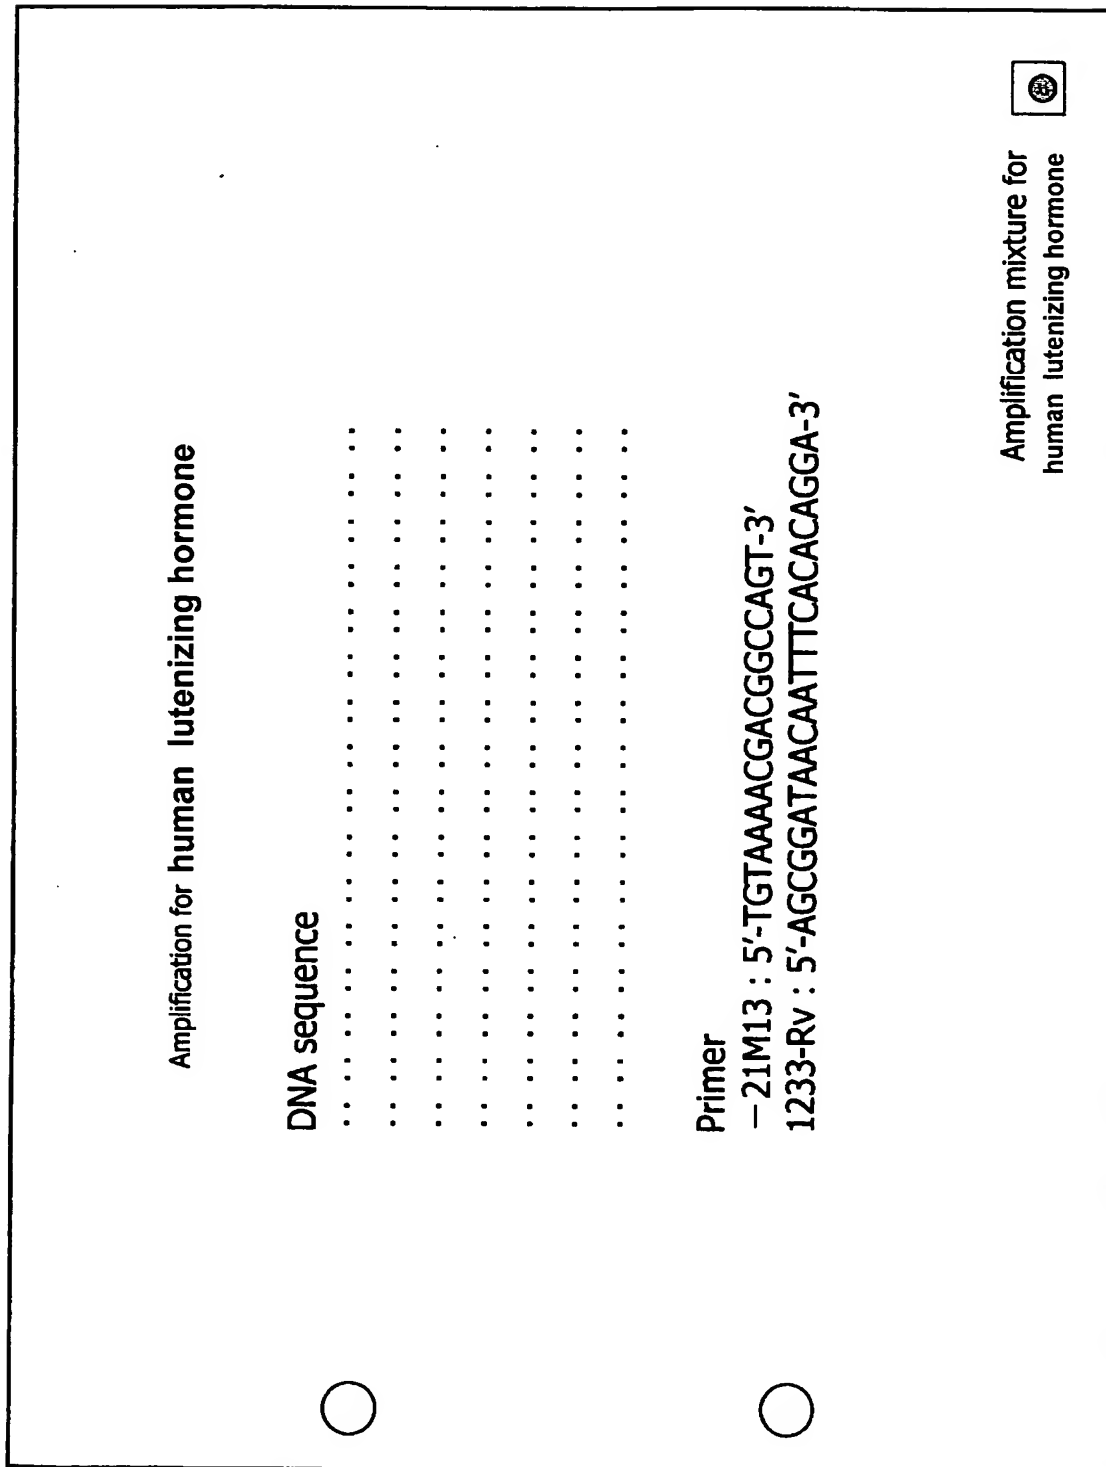 Amplification for human lutenizing hormone
DNA sequence
Primer
−21M13 : 5′-TGTAAAACGACGGCCAGT-3′
1233-Rv : 5′-AGCGGATAACAATTTCACACAGGA-3′
Amplification mixture for
human lutenizing hormone